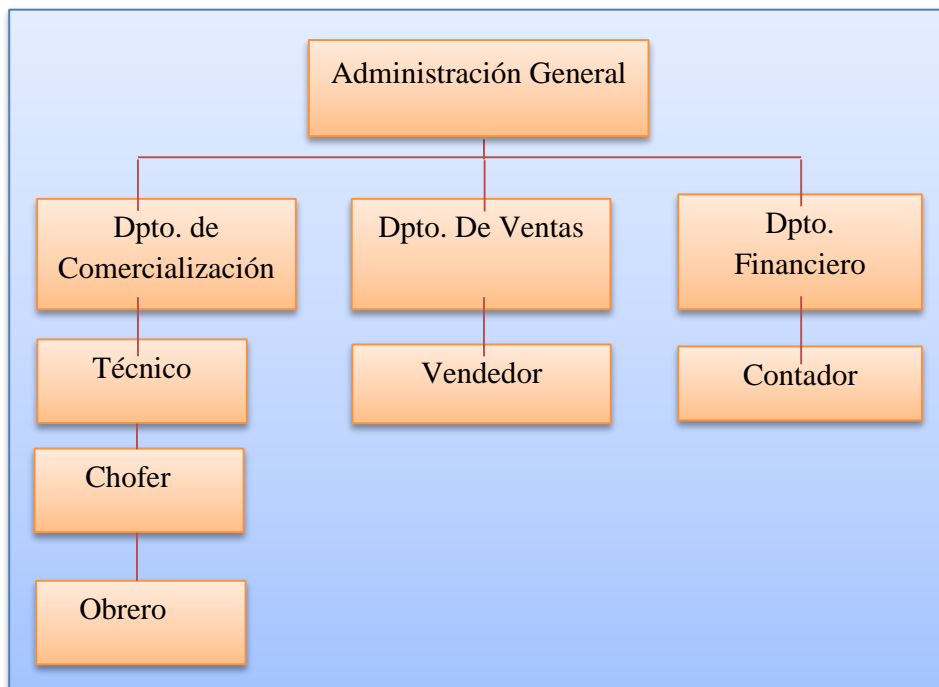 Administración General
Dpto. de
Comercialización
Dpto. De Ventas
Dpto.
Financiero
Técnico
Vendedor
Contador
Chofer
Obrero